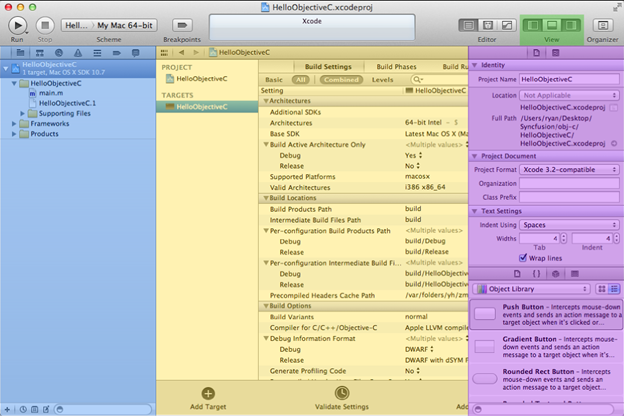 HelloObjectiveC.xcodeproj
Hell... My Mac 64-bit
Xcode
Run Stop Scheme Breakpoints Editor View Organizer
HelloObjectiveC
1 target, Mac OS X SDK 10.7
HelloObjectiveC
main.m
HelloObjectiveC.1
Supporting Files
Frameworks
Products
HelloObjectiveC
PROJECT
HelloObjectiveC
TARGETS
HelloObjectiveC
Build Settings Build Phases Build Ru
Basic All Combined Levels
Setting HelloObjectiveC
Architectures
Additional SDKs
Architectures 64-bit Intel - $
Base SDK Latest Mac OS X (Ma
Build Active Architecture Only <Multiple values>
Debug Yes
Release No
Supported Platforms macosx
Valid Architectures i386 x86_64
Build Locations
Build Products Path build
Intermediate Build Files Path build
Per-configuration Build Products Path <Multiple values>
Debug build/Debug
Release build/Release
Per-configuration Intermediate Build Fi... <Multiple values>
Debug build/HelloObjective
Release build/HelloObjective
Precompiled Headers Cache Path /var/folders/yh/zm
Build Options
Build Variants normal
Compiler for C/C++/Objective-C Apple LLVM compiler
Debug Information Format <Multiple values>
Debug DWARF
Release DWARF with dSYM F
Generate Profiling Code No
Add Target Validate Settings Add
Identity
Project Name HelloObjectiveC
Location Not Applicable
HelloObjectiveC.xcodeproj
Full Path /Users/ryan/Desktop/
Syncfusion/obj-c/
HelloObjectiveC/
HelloObjectiveC.xcodeproj
Project Document
Project Format Xcode 3.2-compatible
Organization
Class Prefix
Text Settings
Indent Using Spaces
Widths 4 4
Tab Indent
Wrap lines
Object Library
Push Button - Intercepts mouse-down
events and sends an action message to a
target object when it's clicked or...
Gradient Button - Intercepts mouse-
down events and sends an action
message to a target object when it's...
Rounded Rect Button - Intercepts
mouse-down events and sends an
action message to a target object...